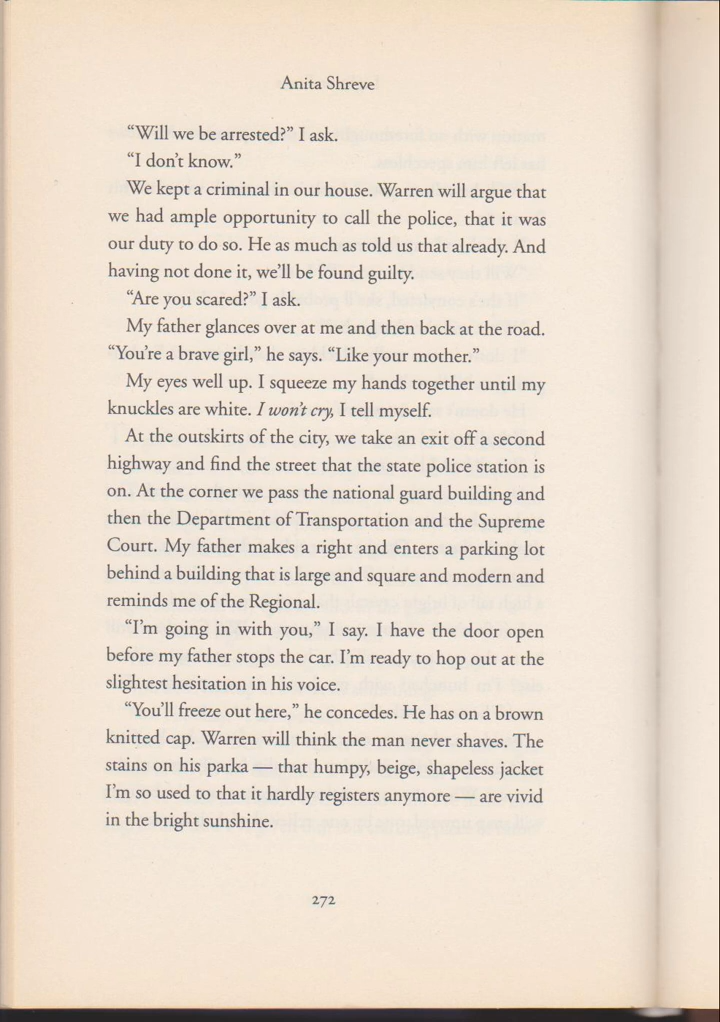 Anita Shreve
“Will we be arrested?” I ask.
“I don’t know.”
We kept a criminal in our house. Warren will argue that
we had ample opportunity to call the police, that it was
our duty to do so. He as much as told us that already. And
having not done it, we’ll be found guilty.
“Are you scared?” I ask.
My father glances over at me and then back at the road.
“You’re a brave girl,” he says. “Like your mother.”
My eyes well up. I squeeze my hands together until my
knuckles are white. I won’t cry, I tell myself.
At the outskirts of the city, we take an exit off a second
highway and find the street that the state police station is
on. At the corner we pass the national guard building and
then the Department of Transportation and the Supreme
Court. My father makes a right and enters a parking lot
behind a building that is large and square and modern and
reminds me of the Regional.
“I’m going in with you,” I say. I have the door open
before my father stops the car. I’m ready to hop out at the
slightest hesitation in his voice.
“You’ll freeze out here,” he concedes. He has on a brown
knitted cap. Warren will think the man never shaves. The
stains on his parka — that humpy, beige, shapeless jacket
I’m so used to that it hardly registers anymore — are vivid
in the bright sunshine.
272